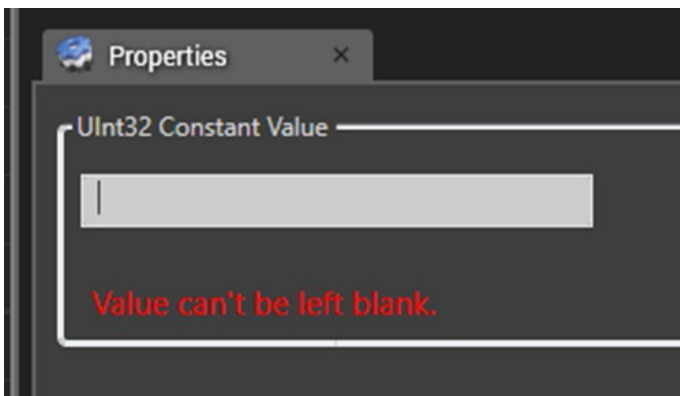 Properties
UInt32 Constant Value
Value can't be left blank.